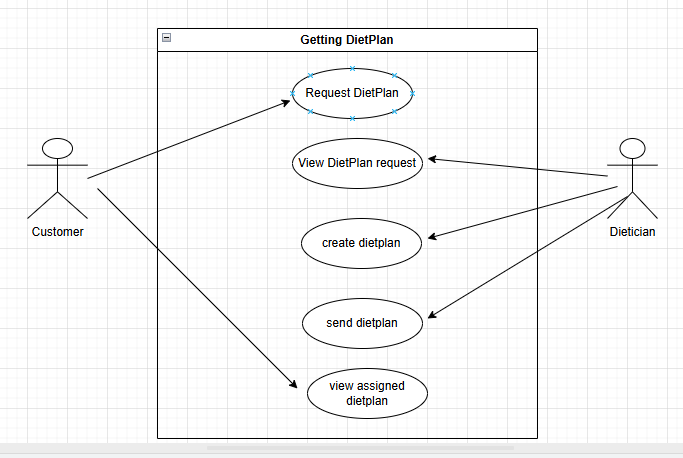 Getting DietPlan
Request DietPlan
View DietPlan request
Customer
Dietician
create dietplan
send dietplan
view assigned
dietplan